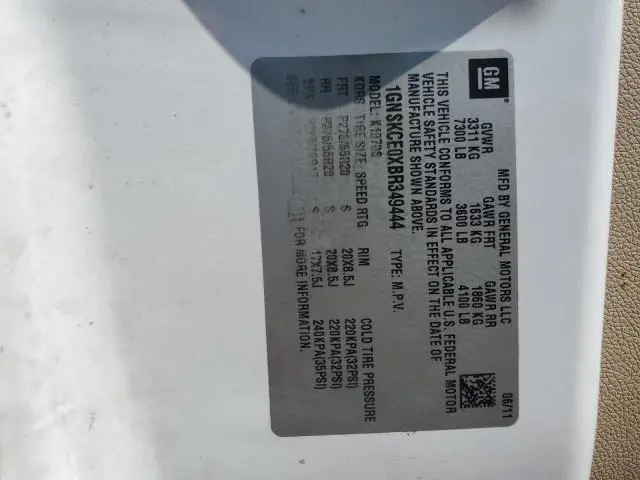 GM
MFD BY GENERAL MOTORS LLC 06/11
GVWR GAWR FRT GAWR RR
3311 KG 1633 KG 1860 KG
7300 LB 3600 LB 4100 LB
THIS VEHICLE CONFORMS TO ALL APPLICABLE U.S. FEDERAL MOTOR
VEHICLE SAFETY STANDARDS IN EFFECT ON THE DATE OF
MANUFACTURE SHOWN ABOVE.
1GNSKCE0XBR349444 TYPE: M.P.V.
MODEL: K10706
TIRE SIZE SPEED RTG RIM COLD TIRE PRESSURE
FRT P275/55R20 S 20X8.5J 220KPA(32PSI)
RR P275/55R20 S 20X8.5J 220KPA(32PSI)
SPA S 17X7.5J 240KPA(35PSI)
SEE FOR MORE INFORMATION.